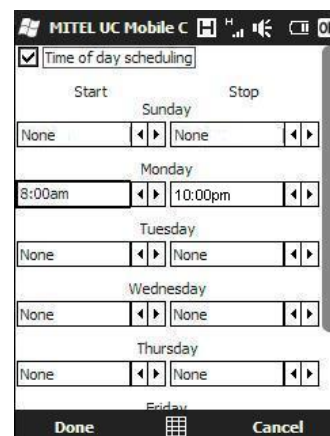 MITEL UC Mobile C H H
Time of day scheduling
Start Stop
Sunday
None None
Monday
8:00am 10:00pm
Tuesday
None None
Wednesday
None None
Thursday
None None
Friday
Done Cancel